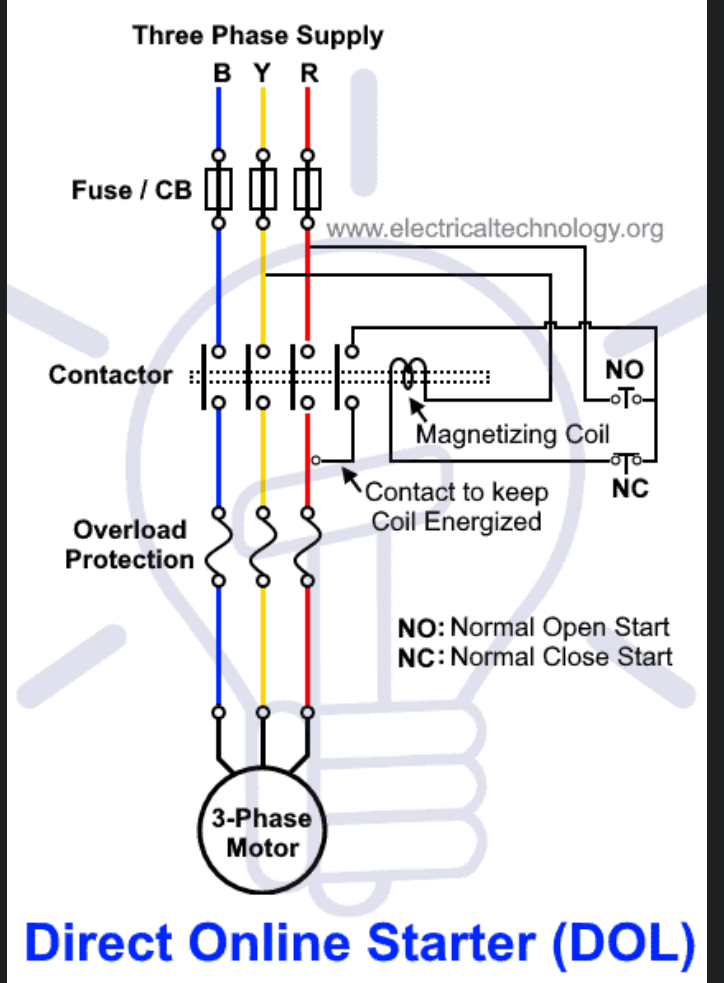 Three Phase Supply
B Y R
Fuse / CB
www.electricaltechnology.org
Contactor
NO
Magnetizing Coil
NC
Contact to keep
Coil Energized
Overload
Protection
NO: Normal Open Start
NC: Normal Close Start
3-Phase
Motor
Direct Online Starter (DOL)